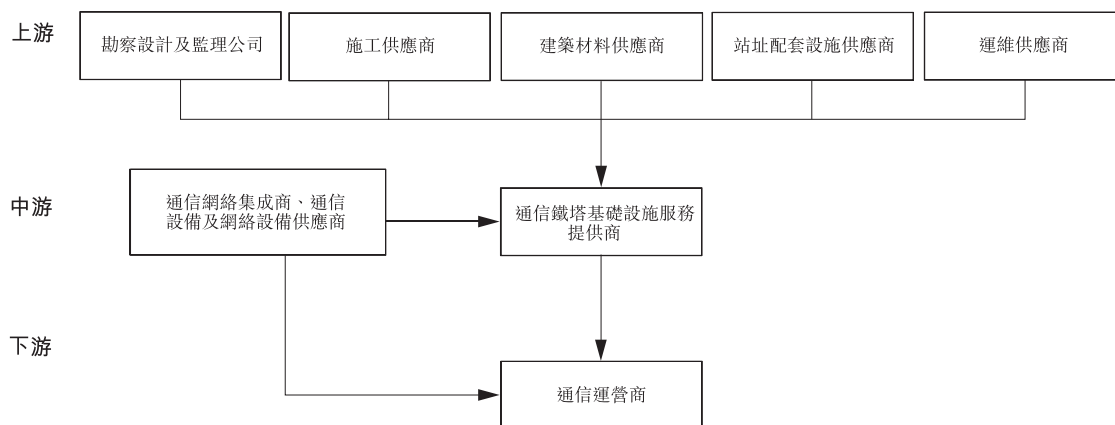 上游
勘察設計及監理公司
施工供應商
建築材料供應商
站址配套設施供應商
運維供應商
中游
通信網絡集成商、通信
設備及網絡設備供應商
通信鐵塔基礎設施服務
提供商
下游
通信運營商